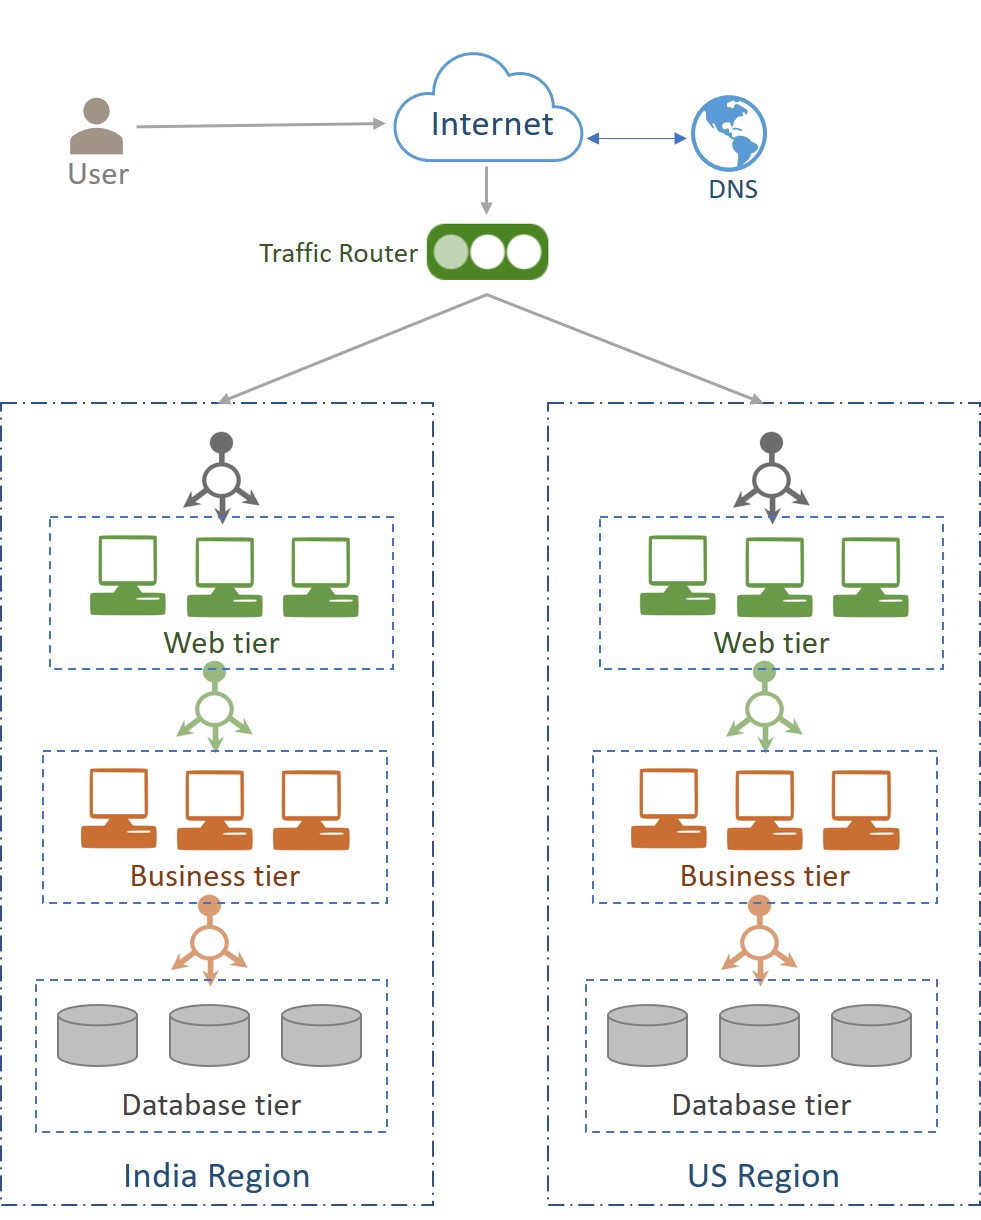 Internet
User
DNS
Traffic Router
Web tier
Web tier
Business tier
Business tier
Database tier
Database tier
India Region
US Region